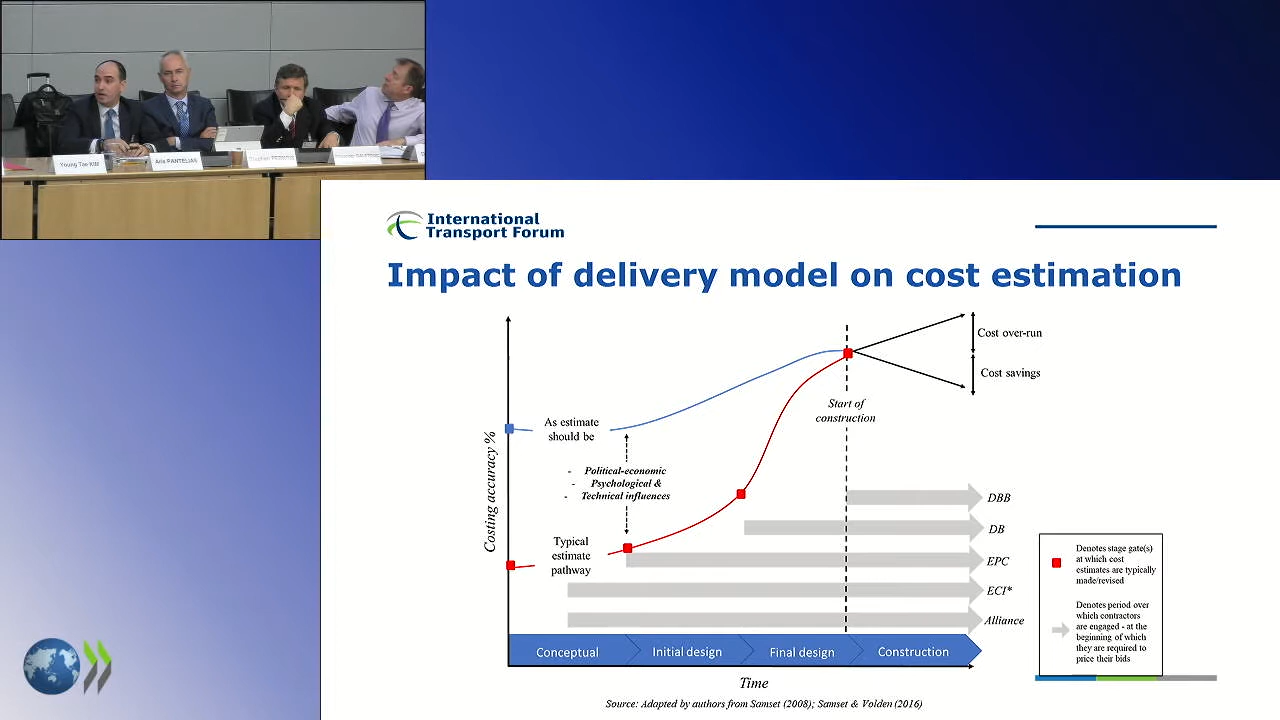 Young Tae KIM
Aris PANTELIAS
International
Transport Forum
Impact of delivery model on cost estimation
Cost over-run
Cost savings
Start of
construction
As estimate
should be
Costing accuracy %
- Political-economic
- Psychological &
- Technical influences
Typical
estimate
pathway
DBB
DB
EPC
ECI*
Alliance
Denotes stage gate(s)
at which cost
estimates are typically
made/revised
Denotes period over
which contractors
are engaged - at the
beginning of which
they are required to
price their bids
Conceptual
Initial design
Final design
Construction
Time
Source: Adapted by authors from Samset (2008); Samset & Volden (2016)